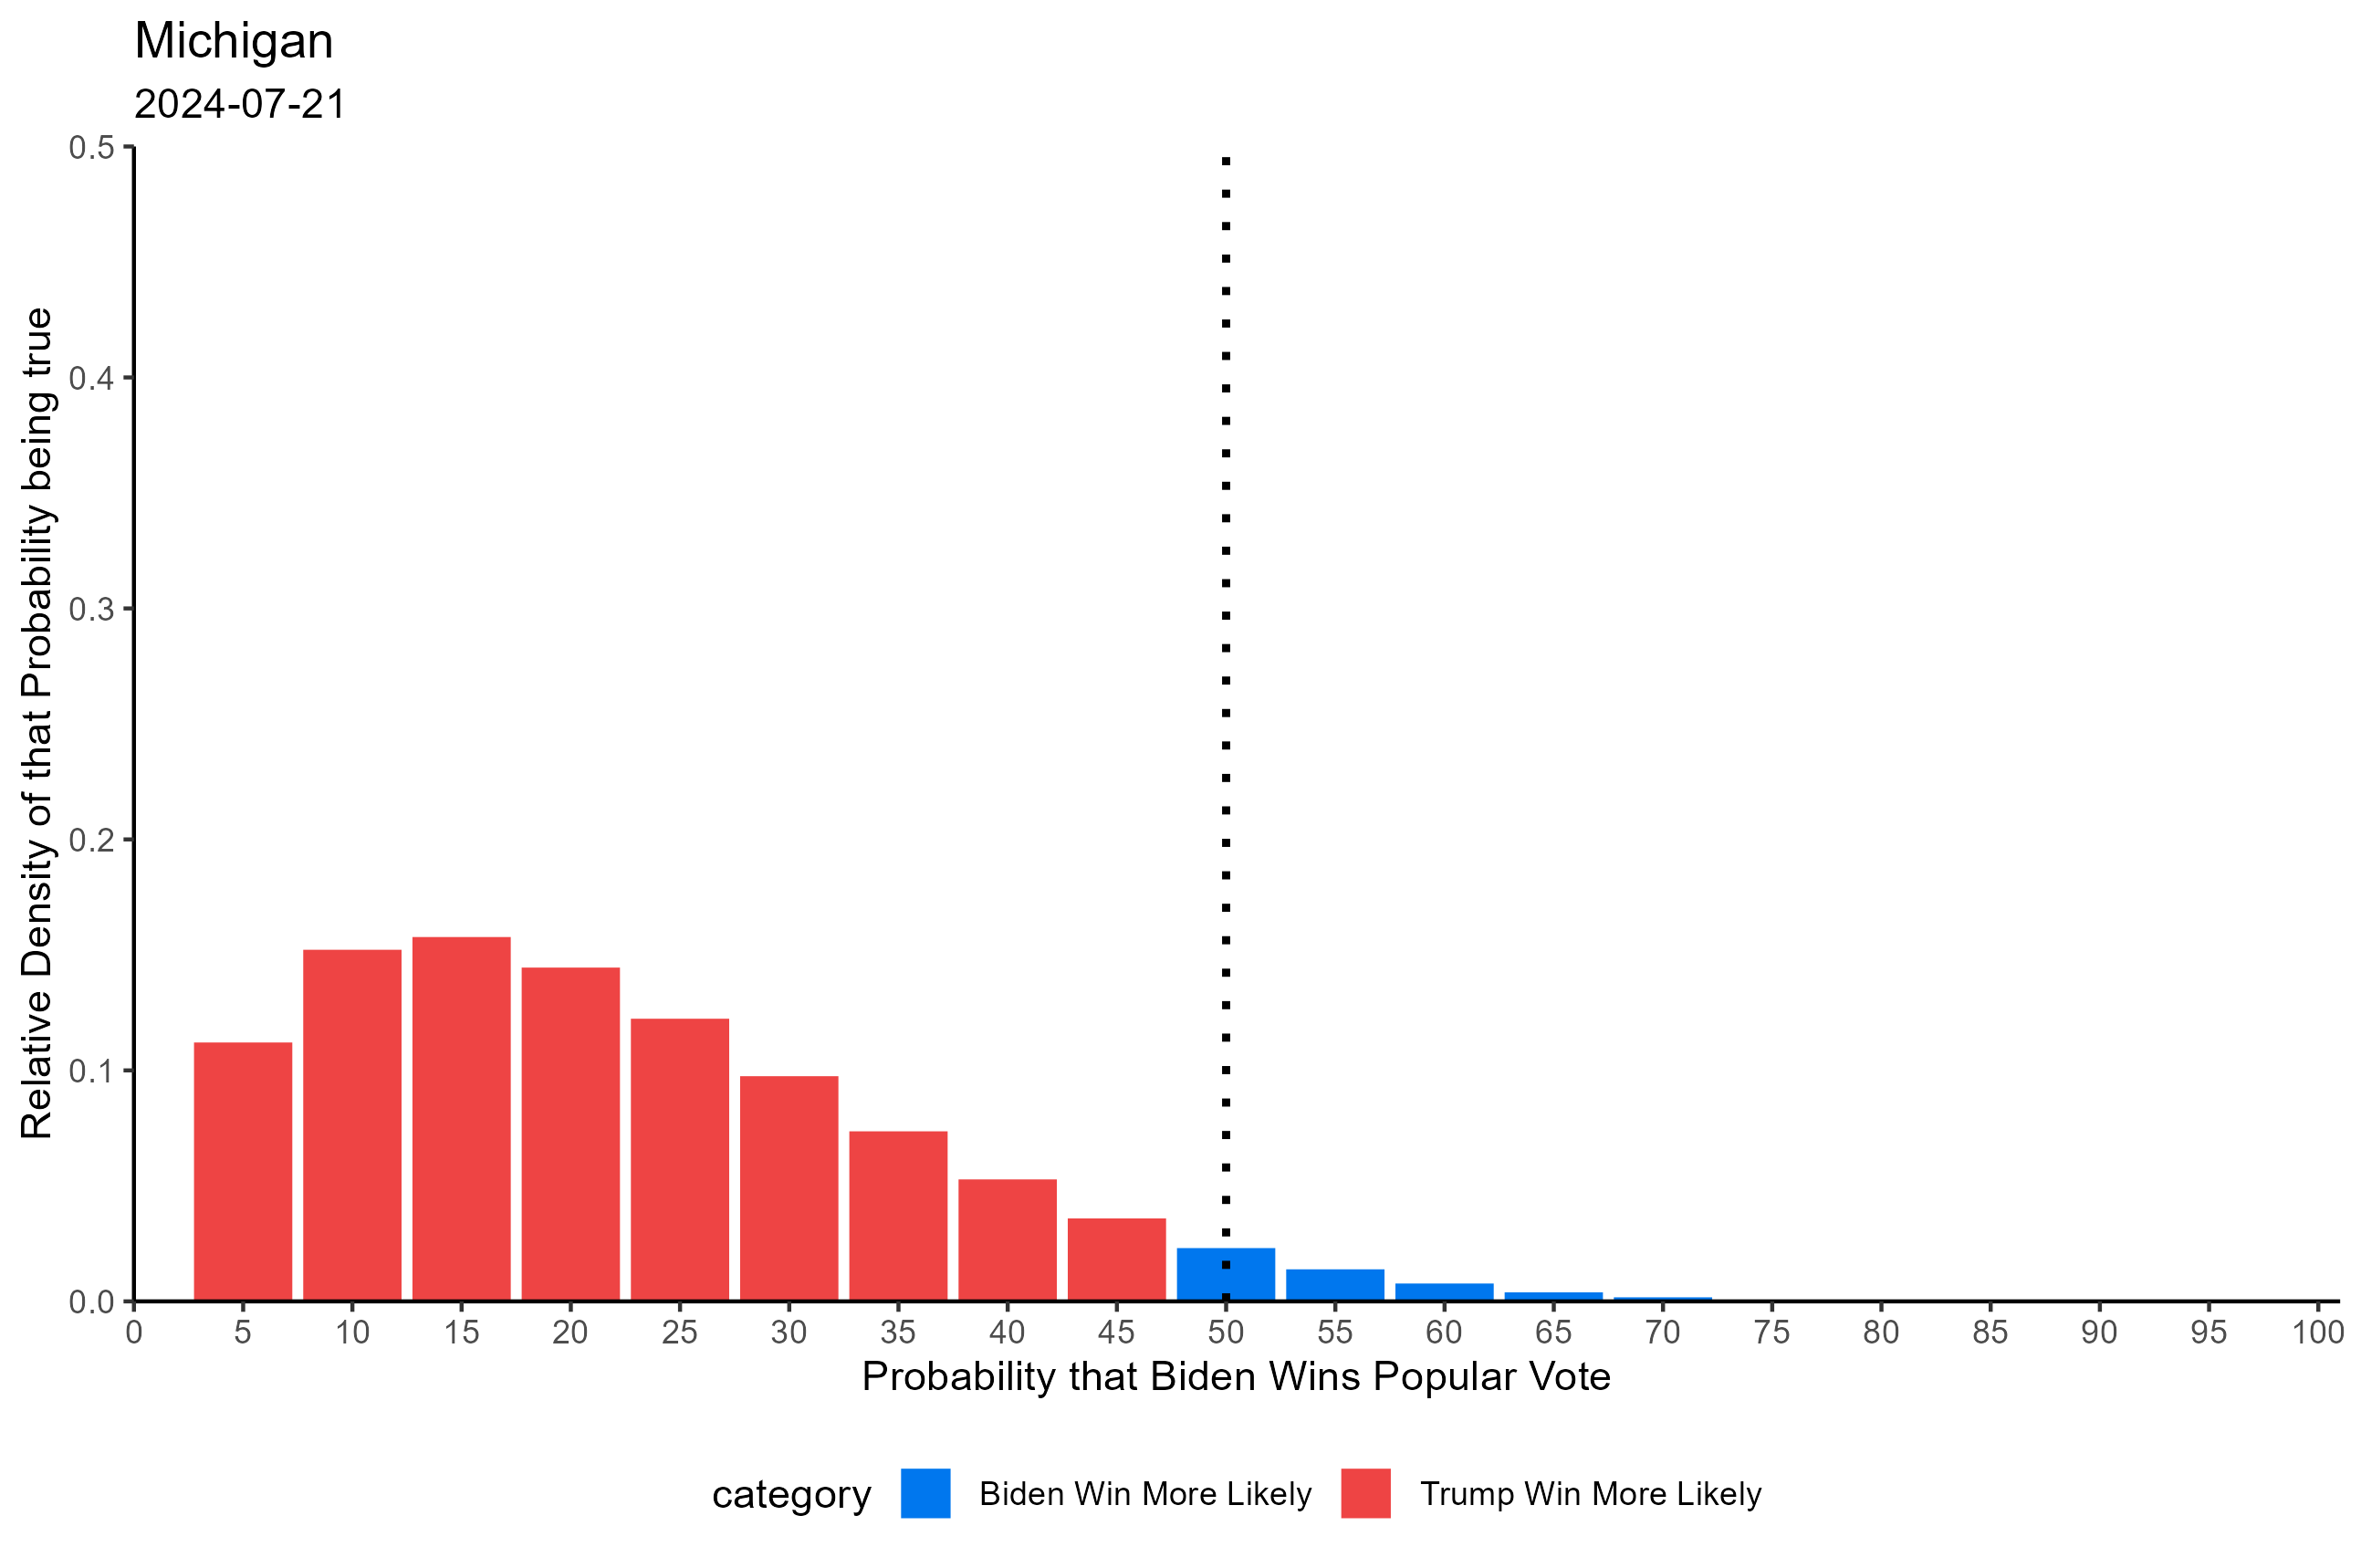 Michigan
2024-07-21
Relative Density of that Probability being true
0.5
0.4
0.3
0.2
0.1
0.0
0 5 10 15 20 25 30 35 40 45 50 55 60 65 70 75 80 85 90 95 100
Probability that Biden Wins Popular Vote
category Biden Win More Likely Trump Win More Likely